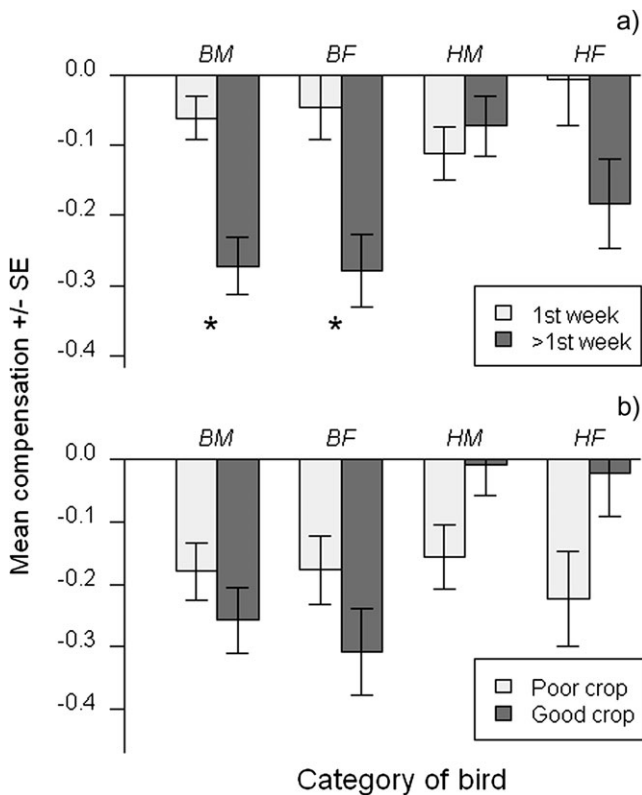 a)
BM BF HM HF
0.0
-0.1
-0.2
-0.3
-0.4
* *
1st week
>1st week
b)
BM BF HM HF
0.0
-0.1
-0.2
-0.3
-0.4
Poor crop
Good crop
Mean compensation +/- SE
Category of bird